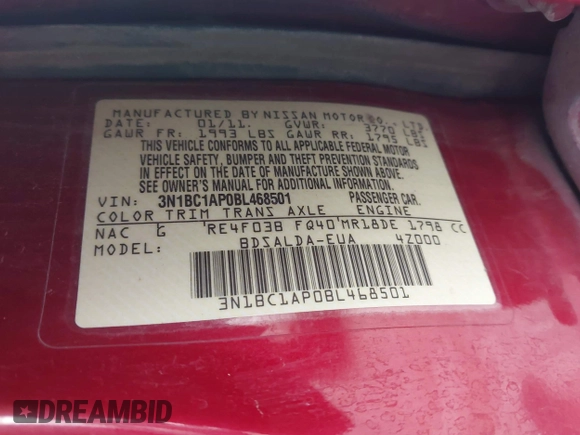 MANUFACTURED BY NISSAN MOTOR CO., LTD.
DATE: 01/11. GVWR: 3770 LBS
GAWR FR: 1993 LBS GAWR RR: 1795 LBS
THIS VEHICLE CONFORMS TO ALL APPLICABLE FEDERAL MOTOR
VEHICLE SAFETY, BUMPER AND THEFT PREVENTION STANDARDS
IN EFFECT ON THE DATE OF MANUFACTURE SHOWN ABOVE.
SEE OWNER'S MANUAL FOR ADDITIONAL INFORMATION.
VIN: 3N1BC1AP0BL468501 PASSENGER CAR.
COLOR TRIM TRANS AXLE ENGINE
NAC G RE4F03B FQ40 MR18DE 1798 CC
MODEL: BDSALDA-EUA 4Z000
3N1BC1AP0BL468501
DREAMBID